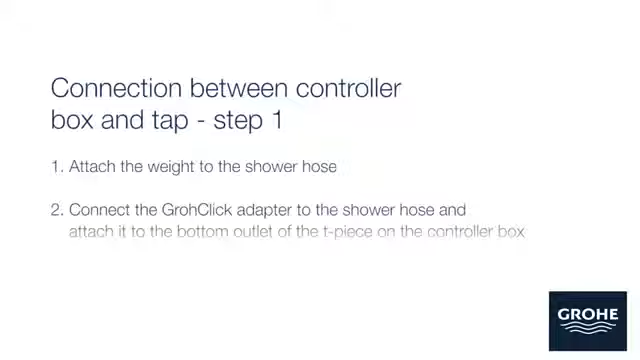 Connection between controller
box and tap - step 1
1. Attach the weight to the shower hose
2. Connect the GrohClick adapter to the shower hose and
attach it to the bottom outlet of the t-piece on the controller box
GROHE